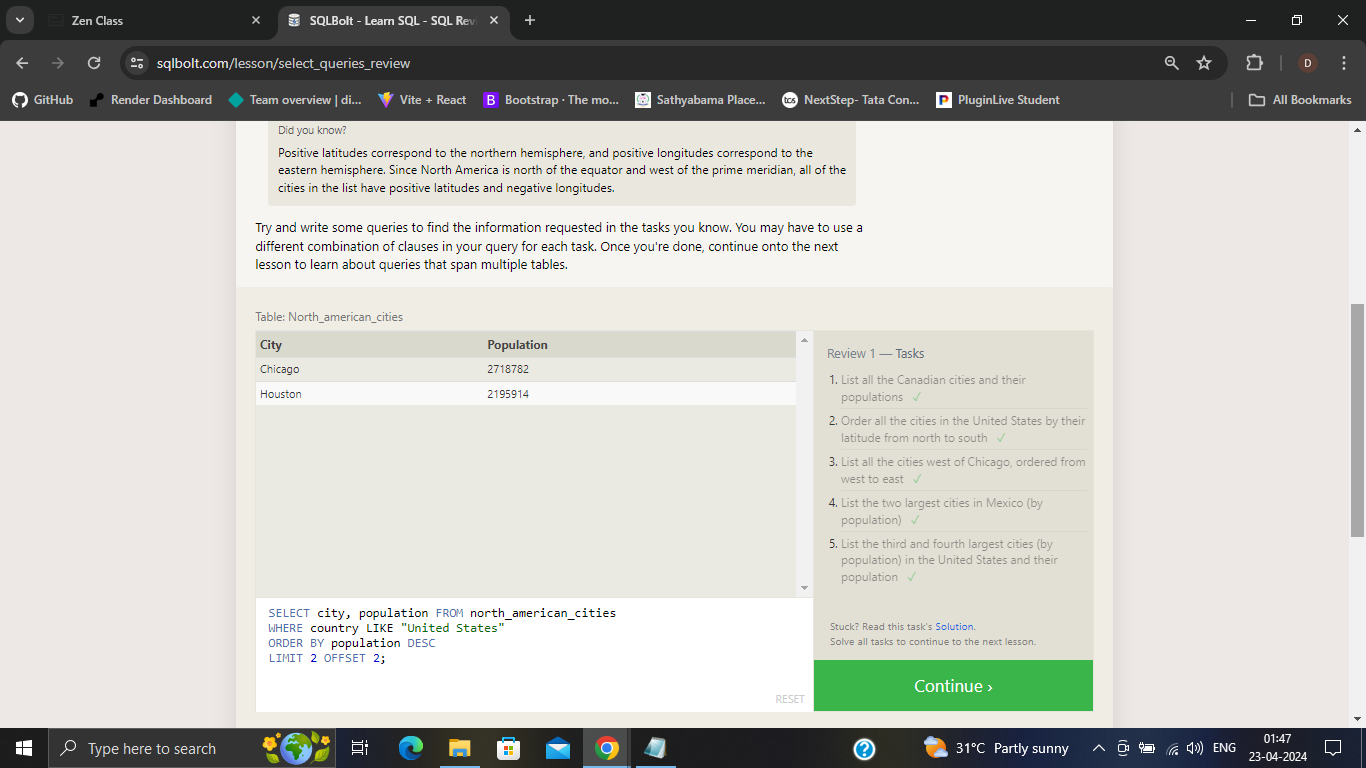 Zen Class
SQLBolt - Learn SQL - SQL Rev
sqlbolt.com/lesson/select_queries_review
D
GitHub
Render Dashboard
Team overview | di...
Vite + React
B
Bootstrap · The mo...
Sathyabama Place...
tcs
NextStep- Tata Con...
P
PluginLive Student
All Bookmarks
Did you know?
Positive latitudes correspond to the northern hemisphere, and positive longitudes correspond to the
eastern hemisphere. Since North America is north of the equator and west of the prime meridian, all of the
cities in the list have positive latitudes and negative longitudes.
Try and write some queries to find the information requested in the tasks you know. You may have to use a
different combination of clauses in your query for each task. Once you're done, continue onto the next
lesson to learn about queries that span multiple tables.
Table: North_american_cities
City Population
Chicago 2718782
Houston 2195914
SELECT city, population FROM north_american_cities
WHERE country LIKE "United States"
ORDER BY population DESC
LIMIT 2 OFFSET 2;
RESET
Review 1 — Tasks
1. List all the Canadian cities and their
populations ✓
2. Order all the cities in the United States by their
latitude from north to south ✓
3. List all the cities west of Chicago, ordered from
west to east ✓
4. List the two largest cities in Mexico (by
population) ✓
5. List the third and fourth largest cities (by
population) in the United States and their
population ✓
Stuck? Read this task's Solution.
Solve all tasks to continue to the next lesson.
Continue ›
Type here to search
31°C Partly sunny
ENG
01:47
23-04-2024